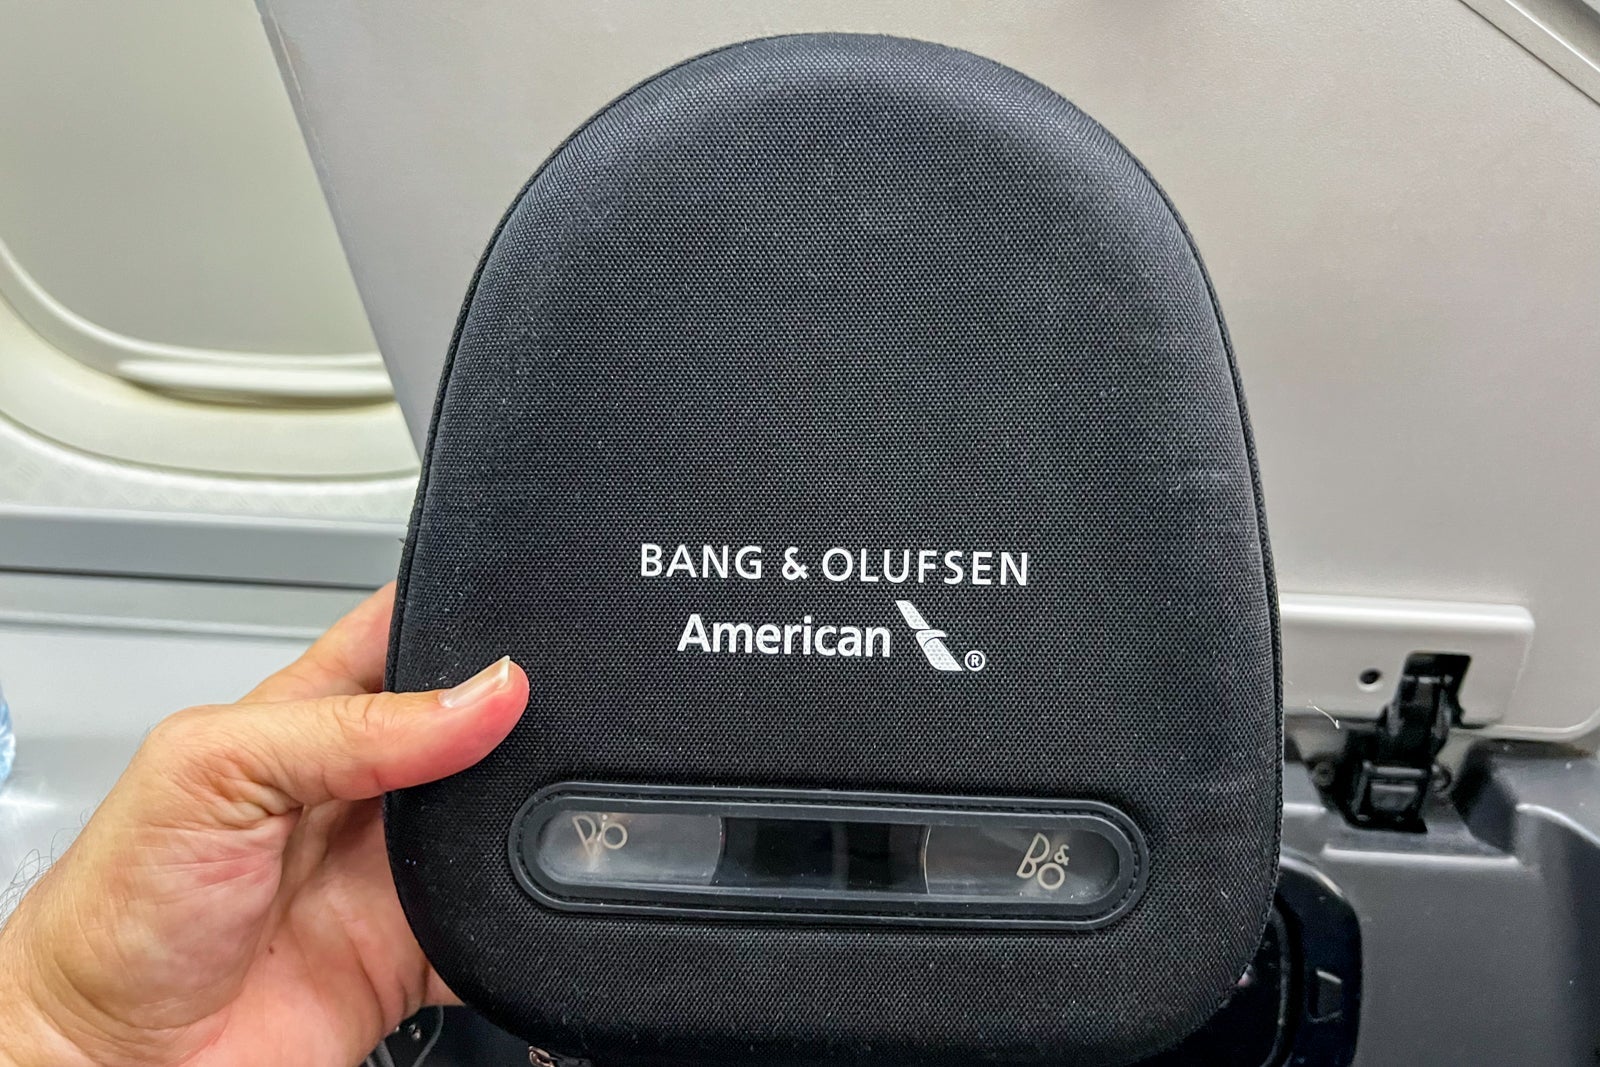 BANG & OLUFSEN
American ®
B&O